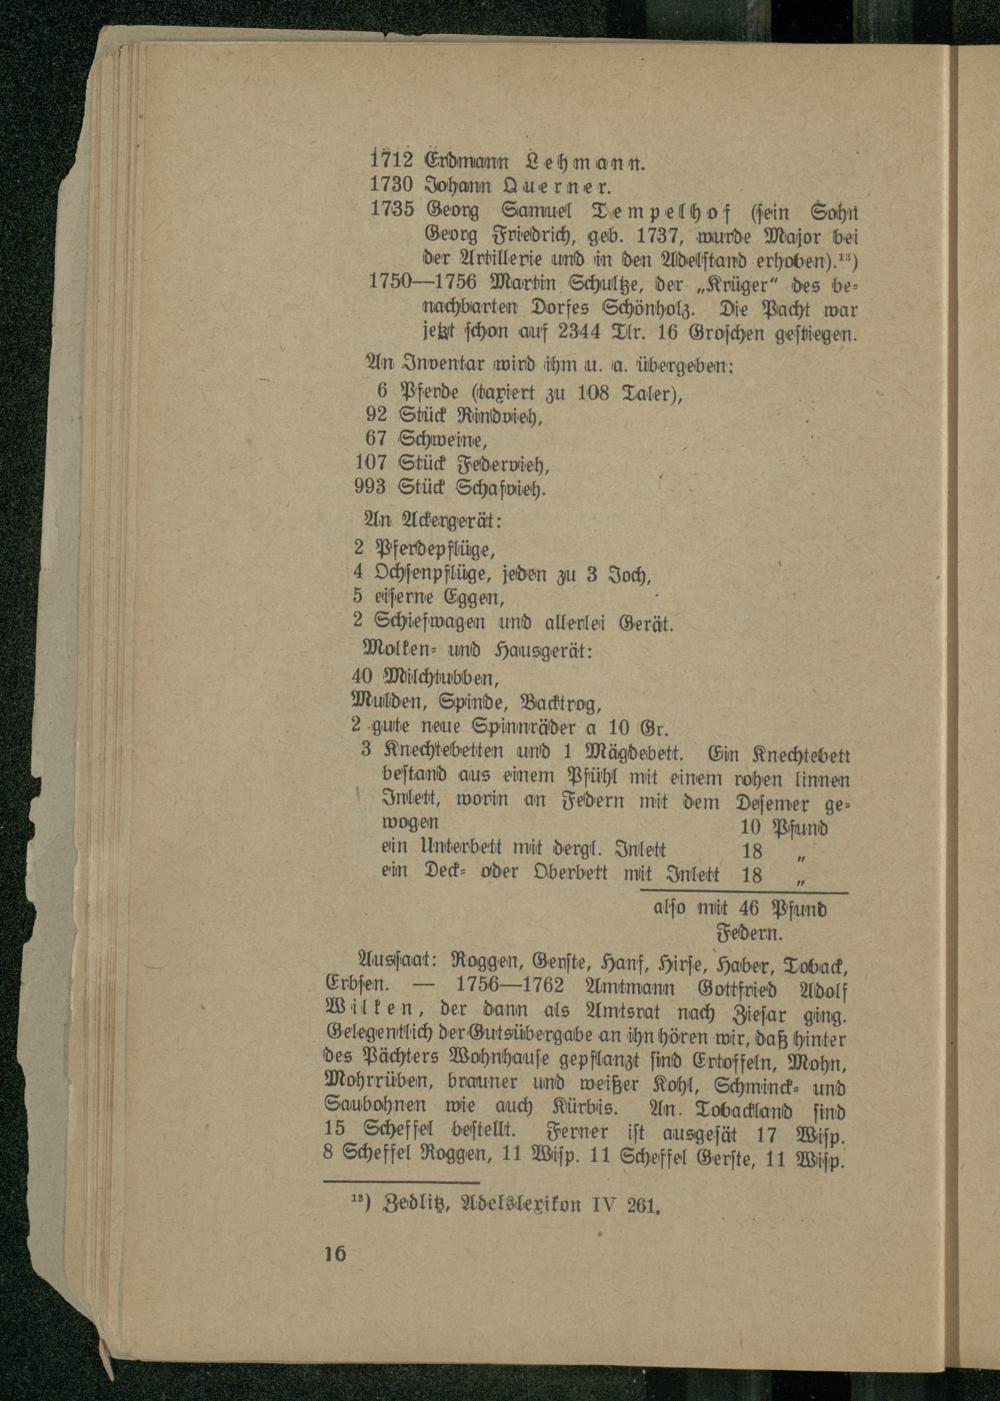 1712 Erdmann Lehmann.
1730 Johann Querner.
1735 Georg Samuel Tempelhof (sein Sohn
Georg Friedrich, geb. 1737, wurde Major bei
der Artillerie und in den Adelstand erhoben).¹³)
1750—1756 Martin Schultze, der „Krüger“ des be-
nachbarten Dorfes Schönholz. Die Pacht war
jetzt schon auf 2344 Tlr. 16 Groschen gestiegen.
An Inventar wird ihm u. a. übergeben:
6 Pferde (taxiert zu 108 Taler),
92 Stück Rindvieh,
67 Schweine,
107 Stück Federvieh,
993 Stück Schafvieh.
An Ackergerät:
2 Pferdepflüge,
4 Ochsenpflüge, jeden zu 3 Joch,
5 eiserne Eggen,
2 Schiefwagen und allerlei Gerät.
Molken- und Hausgerät:
40 Milchtubben,
Mulden, Spinde, Backtrog,
2 gute neue Spinnräder a 10 Gr.
3 Knechtebetten und 1 Mägdebett. Ein Knechtebett
bestand aus einem Pfühl mit einem rohen linnen
Inlett, worin an Federn mit dem Desemer ge-
wogen 10 Pfund
ein Unterbett mit dergl. Inlett 18 „
ein Deck- oder Oberbett mit Inlett 18 „
also mit 46 Pfund
Federn.
Aussaat: Roggen, Gerste, Hanf, Hirse, Haber, Toback,
Erbsen. — 1756—1762 Amtmann Gottfried Adolf
Wilken, der dann als Amtsrat nach Ziesar ging.
Gelegentlich der Gutsübergabe an ihn hören wir, daß hinter
des Pächters Wohnhause gepflanzt sind Ertoffeln, Mohn,
Mohrrüben, brauner und weißer Kohl, Schminck- und
Saubohnen wie auch Kürbis. An. Tobackland sind
15 Scheffel bestellt. Ferner ist ausgesät 17 Wisp.
8 Scheffel Roggen, 11 Wisp. 11 Scheffel Gerste, 11 Wisp.
¹³) Zedlitz, Adelslexikon IV 261.
16